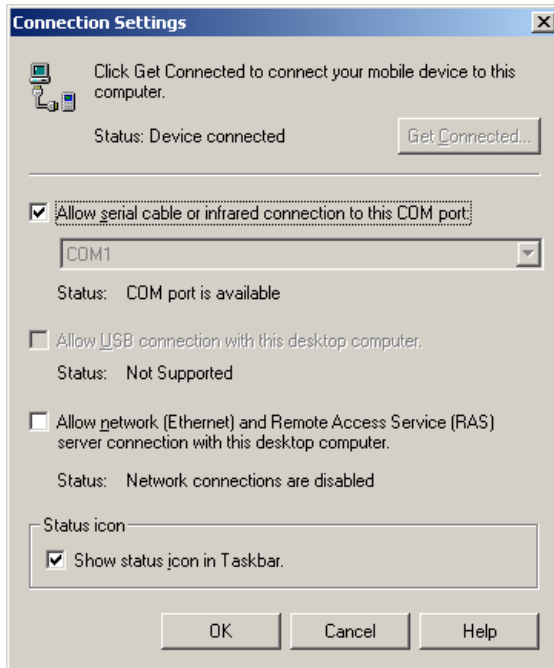 Connection Settings
Click Get Connected to connect your mobile device to this
computer.
Status: Device connected
Get Connected...
Allow serial cable or infrared connection to this COM port:
COM1
Status: COM port is available
Allow USB connection with this desktop computer.
Status: Not Supported
Allow network (Ethernet) and Remote Access Service (RAS)
server connection with this desktop computer.
Status: Network connections are disabled
Status icon
Show status icon in Taskbar.
OK Cancel Help